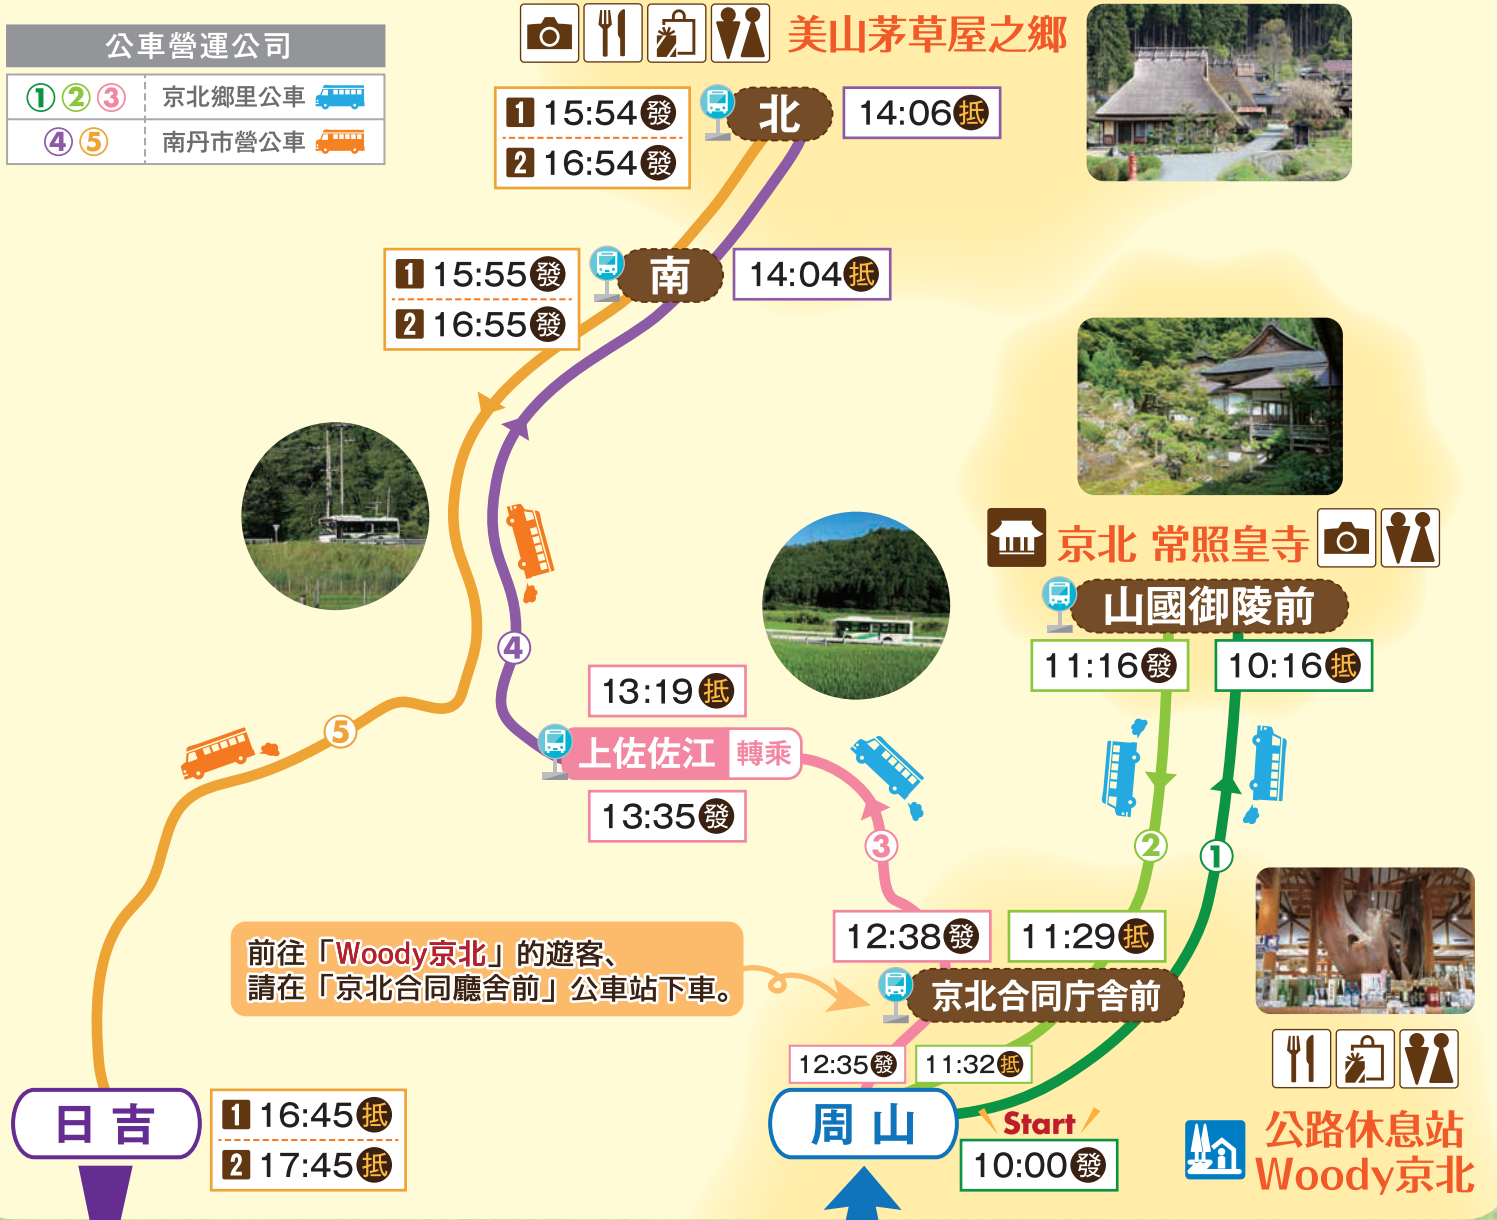 公車營運公司
①②③ 京北鄉里公車
④⑤ 南丹市營公車
美山茅草屋之鄉
1 15:54發
2 16:54發
北
14:06抵
1 15:55發
2 16:55發
南
14:04抵
京北 常照皇寺
山國御陵前
11:16發
10:16抵
④
13:19抵
上佐佐江 轉乘
13:35發
⑤
③
②
①
12:38發
11:29抵
前往「Woody京北」的遊客、
請在「京北合同廳舍前」公車站下車。
京北合同庁舎前
12:35發
11:32抵
日吉
1 16:45抵
2 17:45抵
周山
Start
10:00發
公路休息站
Woody京北